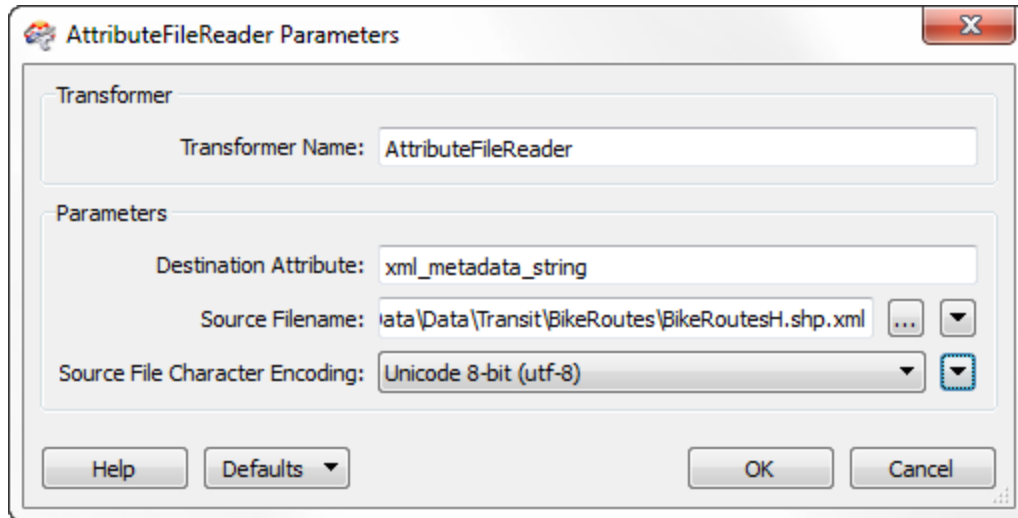 AttributeFileReader Parameters
Transformer
Transformer Name: AttributeFileReader
Parameters
Destination Attribute: xml_metadata_string
Source Filename: ata\Data\Transit\BikeRoutes\BikeRoutesH.shp.xml ...
Source File Character Encoding: Unicode 8-bit (utf-8)
Help Defaults OK Cancel